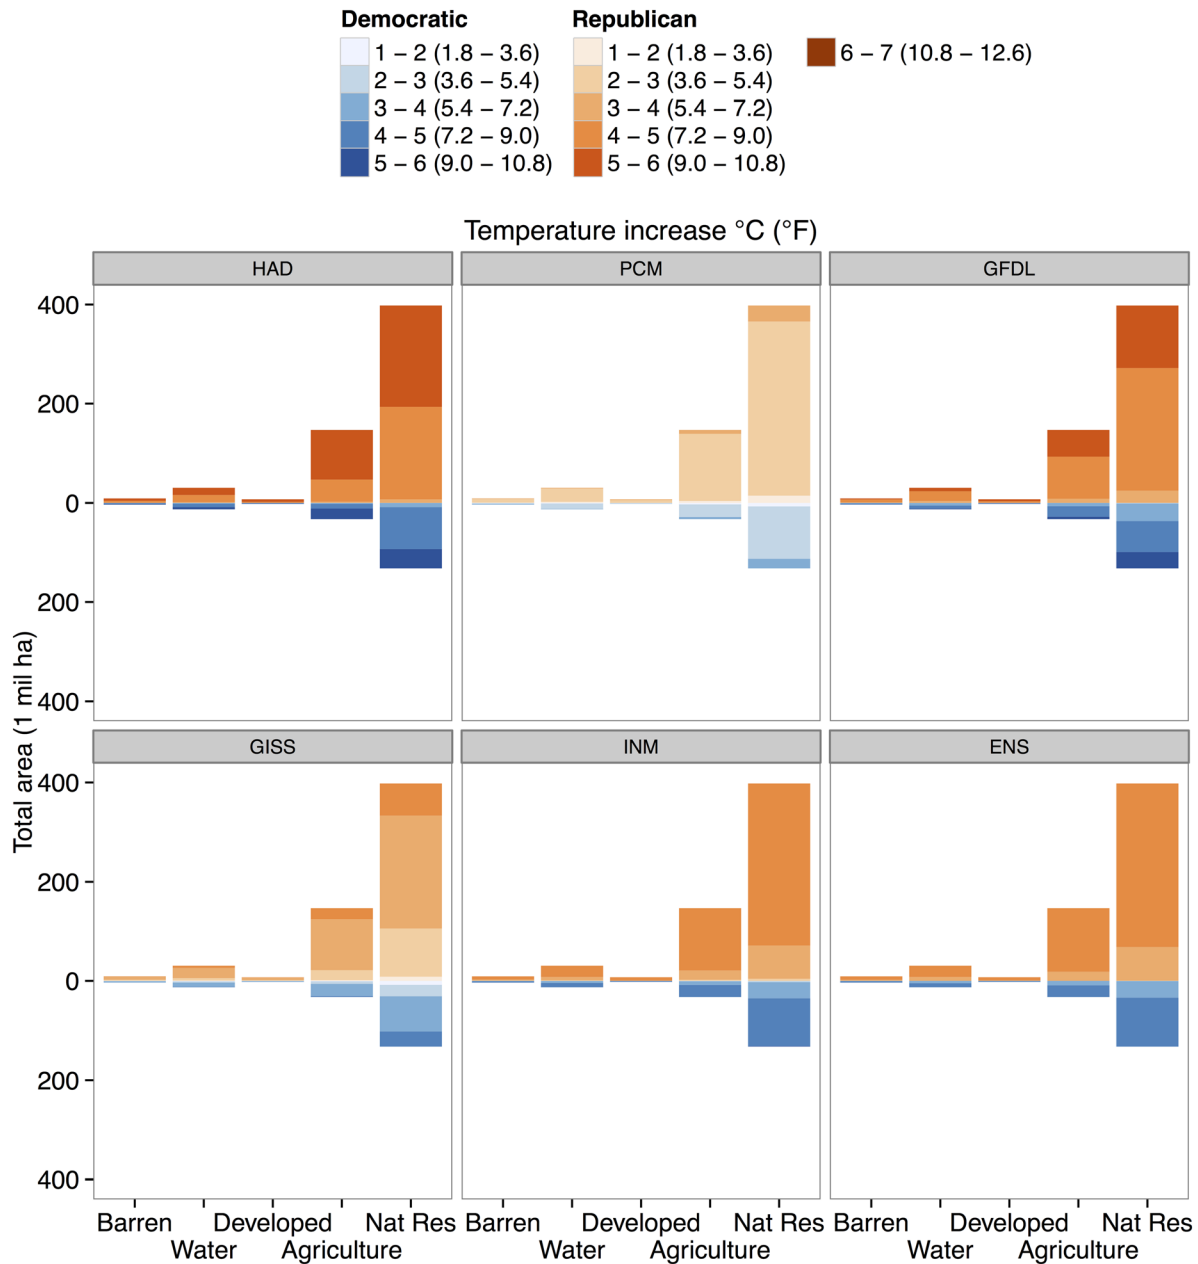 Democratic Republican
1 – 2 (1.8 – 3.6) 1 – 2 (1.8 – 3.6) 6 – 7 (10.8 – 12.6)
2 – 3 (3.6 – 5.4) 2 – 3 (3.6 – 5.4)
3 – 4 (5.4 – 7.2) 3 – 4 (5.4 – 7.2)
4 – 5 (7.2 – 9.0) 4 – 5 (7.2 – 9.0)
5 – 6 (9.0 – 10.8) 5 – 6 (9.0 – 10.8)
Temperature increase °C (°F)
HAD PCM GFDL
400
200
0
200
400
Total area (1 mil ha)
GISS INM ENS
400
200
0
200
400
Barren Developed Nat Res Barren Developed Nat Res Barren Developed Nat Res
Water Agriculture Water Agriculture Water Agriculture